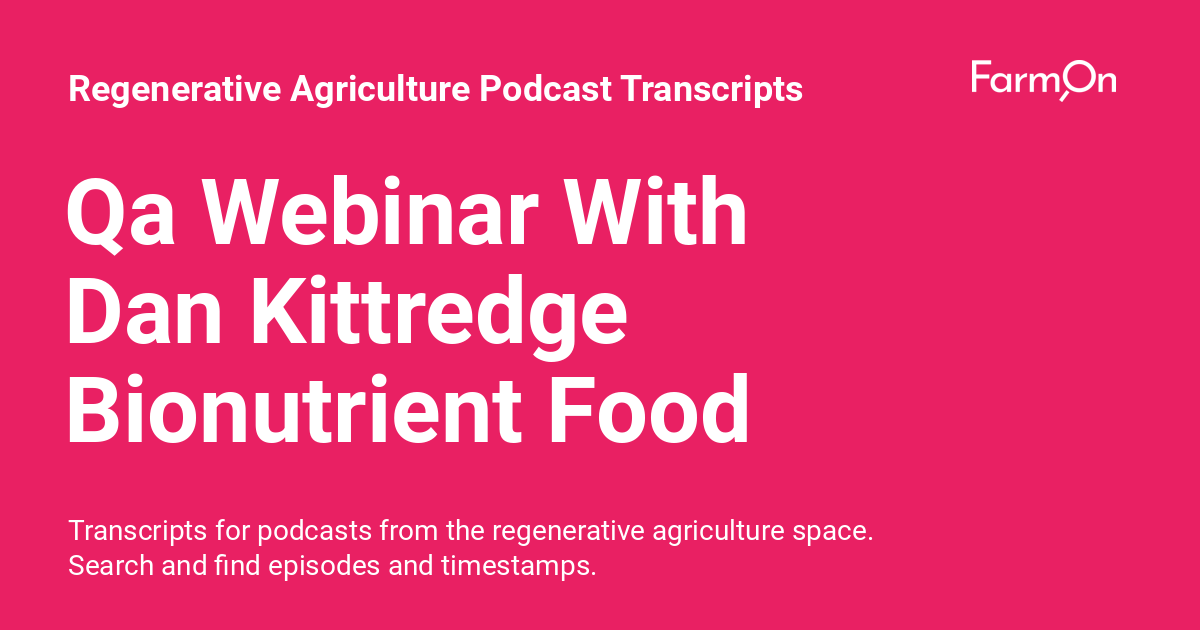 Regenerative Agriculture Podcast Transcripts
FarmOn
Qa Webinar With
Dan Kittredge
Bionutrient Food
Transcripts for podcasts from the regenerative agriculture space.
Search and find episodes and timestamps.